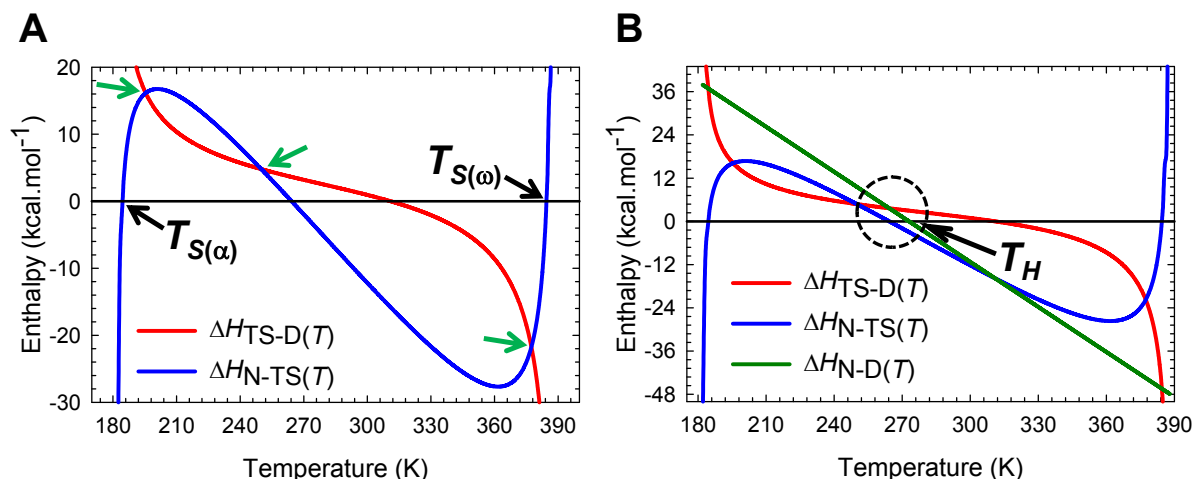 A
B
Enthalpy (kcal.mol⁻¹)
20
10
0
-10
-20
-30
T_S(α)
T_S(ω)
ΔH_TS-D(T)
ΔH_N-TS(T)
180 210 240 270 300 330 360 390
Temperature (K)
Enthalpy (kcal.mol⁻¹)
36
24
12
0
-12
-24
-36
-48
T_H
ΔH_TS-D(T)
ΔH_N-TS(T)
ΔH_N-D(T)
180 210 240 270 300 330 360 390
Temperature (K)